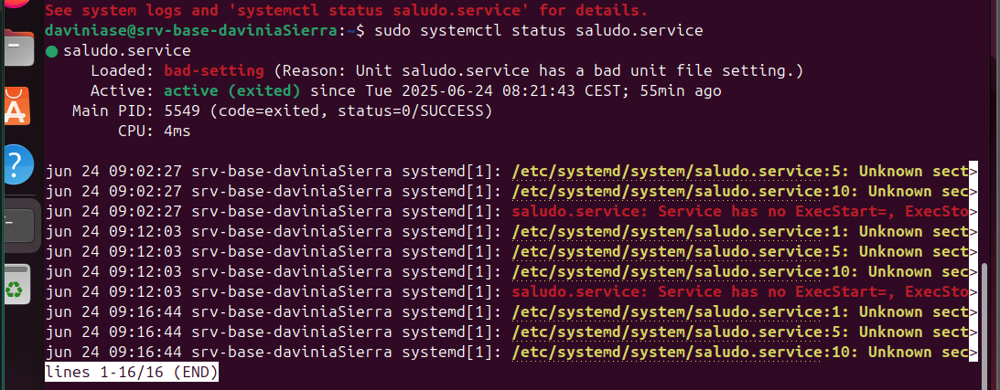 See system logs and 'systemctl status saludo.service' for details.
daviniase@srv-base-daviniaSierra:~$ sudo systemctl status saludo.service
● saludo.service
Loaded: bad-setting (Reason: Unit saludo.service has a bad unit file setting.)
Active: active (exited) since Tue 2025-06-24 08:21:43 CEST; 55min ago
Main PID: 5549 (code=exited, status=0/SUCCESS)
CPU: 4ms
jun 24 09:02:27 srv-base-daviniaSierra systemd[1]: /etc/systemd/system/saludo.service:5: Unknown sect>
jun 24 09:02:27 srv-base-daviniaSierra systemd[1]: /etc/systemd/system/saludo.service:10: Unknown sec>
jun 24 09:02:27 srv-base-daviniaSierra systemd[1]: saludo.service: Service has no ExecStart=, ExecSto>
jun 24 09:12:03 srv-base-daviniaSierra systemd[1]: /etc/systemd/system/saludo.service:1: Unknown sect>
jun 24 09:12:03 srv-base-daviniaSierra systemd[1]: /etc/systemd/system/saludo.service:5: Unknown sect>
jun 24 09:12:03 srv-base-daviniaSierra systemd[1]: /etc/systemd/system/saludo.service:10: Unknown sec>
jun 24 09:12:03 srv-base-daviniaSierra systemd[1]: saludo.service: Service has no ExecStart=, ExecSto>
jun 24 09:16:44 srv-base-daviniaSierra systemd[1]: /etc/systemd/system/saludo.service:1: Unknown sect>
jun 24 09:16:44 srv-base-daviniaSierra systemd[1]: /etc/systemd/system/saludo.service:5: Unknown sect>
jun 24 09:16:44 srv-base-daviniaSierra systemd[1]: /etc/systemd/system/saludo.service:10: Unknown sec>
lines 1-16/16 (END)